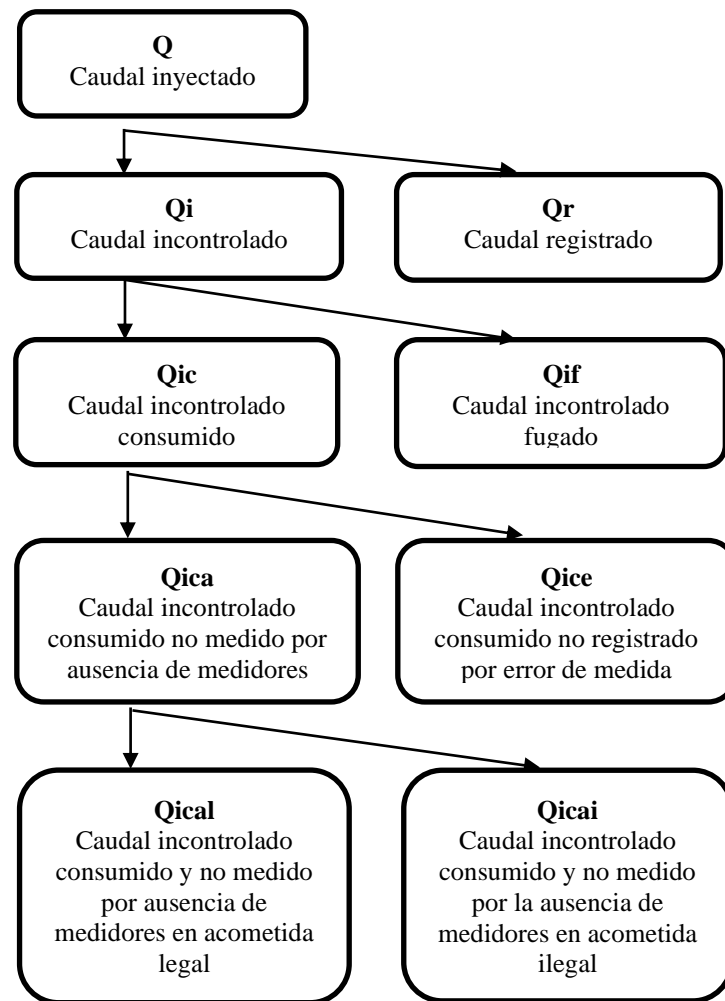 Q
Caudal inyectado
Qi
Caudal incontrolado
Qr
Caudal registrado
Qic
Caudal incontrolado
consumido
Qif
Caudal incontrolado
fugado
Qica
Caudal incontrolado
consumido no medido por
ausencia de medidores
Qice
Caudal incontrolado
consumido no registrado
por error de medida
Qical
Caudal incontrolado
consumido y no medido
por ausencia de
medidores en acometida
legal
Qicai
Caudal incontrolado
consumido y no medido
por la ausencia de
medidores en acometida
ilegal